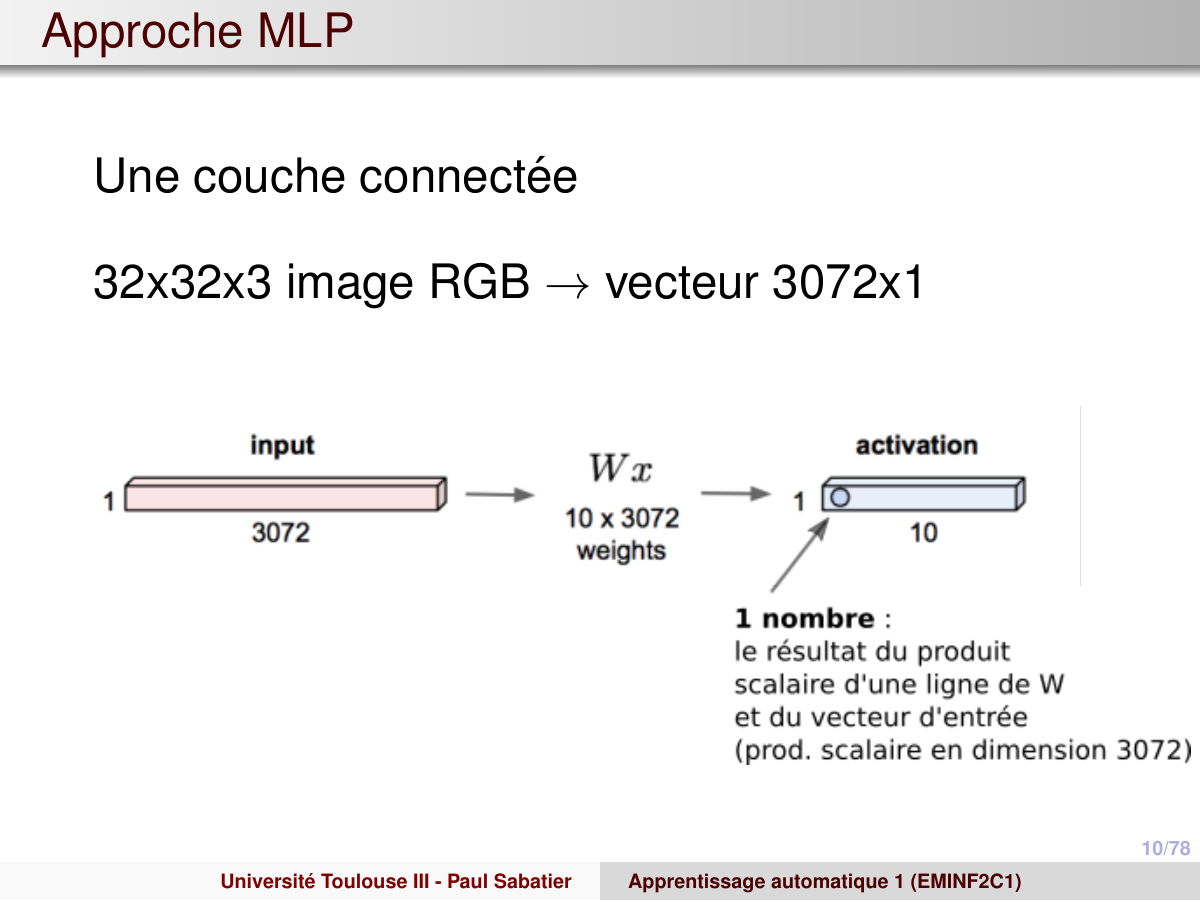 Approche MLP
Une couche connectée
32x32x3 image RGB → vecteur 3072x1
input
1
3072
Wx
10 x 3072
weights
activation
1
10
1 nombre :
le résultat du produit
scalaire d'une ligne de W
et du vecteur d'entrée
(prod. scalaire en dimension 3072)
10/78
Université Toulouse III - Paul Sabatier
Apprentissage automatique 1 (EMINF2C1)